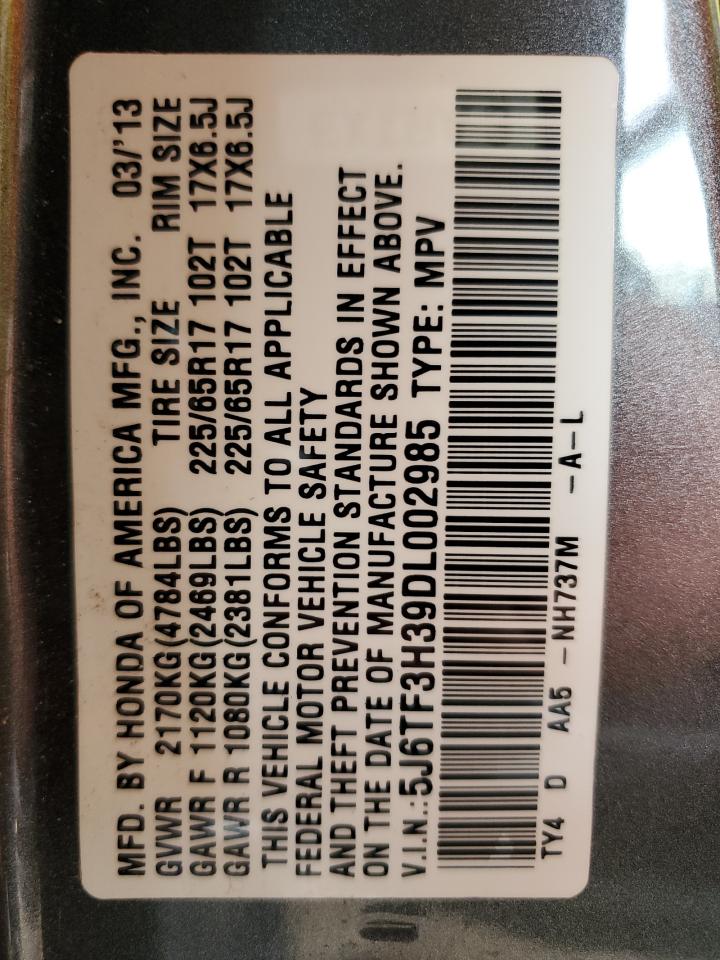 MFD. BY HONDA OF AMERICA MFG., INC. 03/'13
GVWR 2170KG(4784LBS) TIRE SIZE RIM SIZE
GAWR F 1120KG(2469LBS) 225/65R17 102T 17X6.5J
GAWR R 1080KG(2381LBS) 225/65R17 102T 17X6.5J
THIS VEHICLE CONFORMS TO ALL APPLICABLE
FEDERAL MOTOR VEHICLE SAFETY
AND THEFT PREVENTION STANDARDS IN EFFECT
ON THE DATE OF MANUFACTURE SHOWN ABOVE.
V.I.N.:5J6TF3H39DL002985 TYPE: MPV
TY4 D AA5 -NH737M -A-L